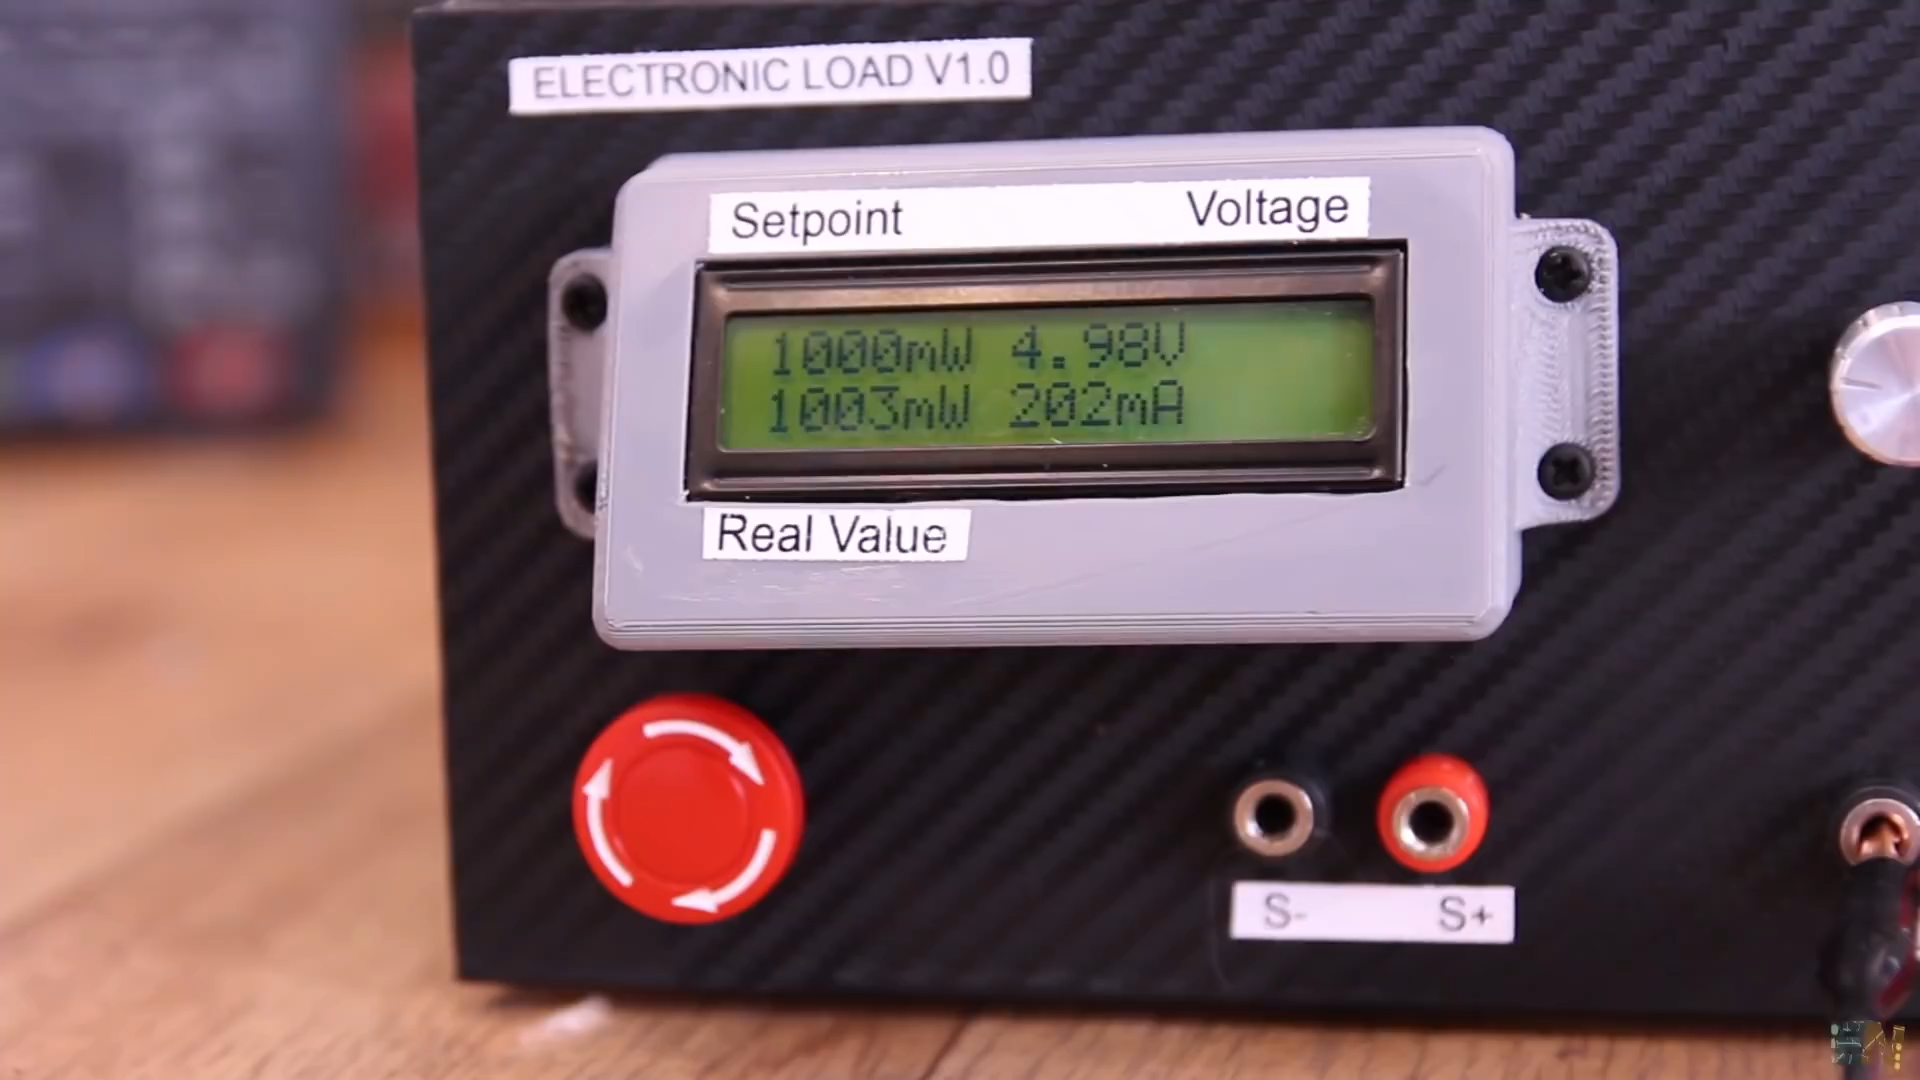 ELECTRONIC LOAD V1.0
Setpoint Voltage
1000mW 4.98V
1003mW 202mA
Real Value
S- S+